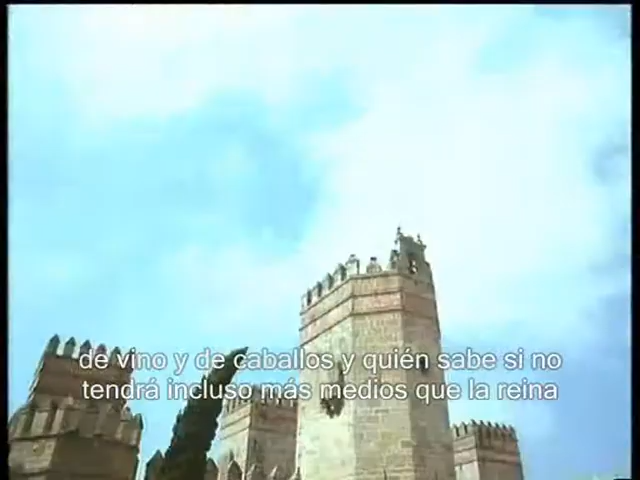 de vino y de caballos y quién sabe si no
tendrá incluso más medios que la reina